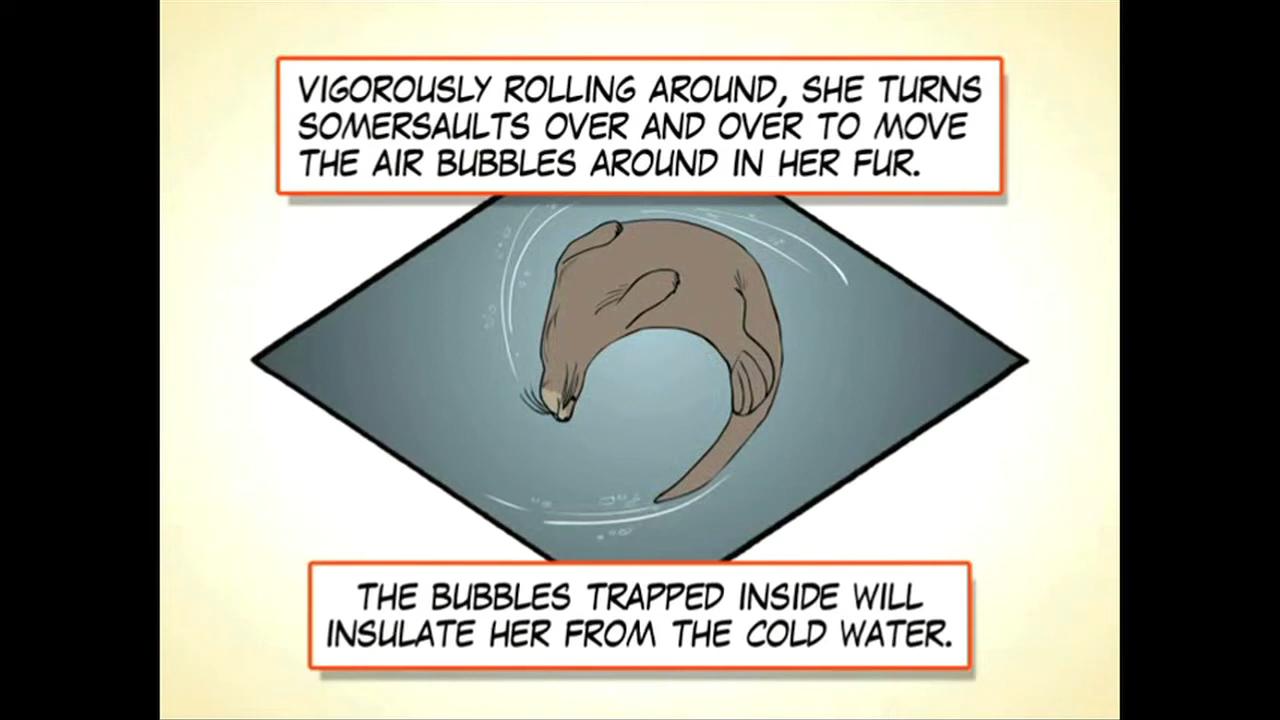 VIGOROUSLY ROLLING AROUND, SHE TURNS
SOMERSAULTS OVER AND OVER TO MOVE
THE AIR BUBBLES AROUND IN HER FUR.
THE BUBBLES TRAPPED INSIDE WILL
INSULATE HER FROM THE COLD WATER.